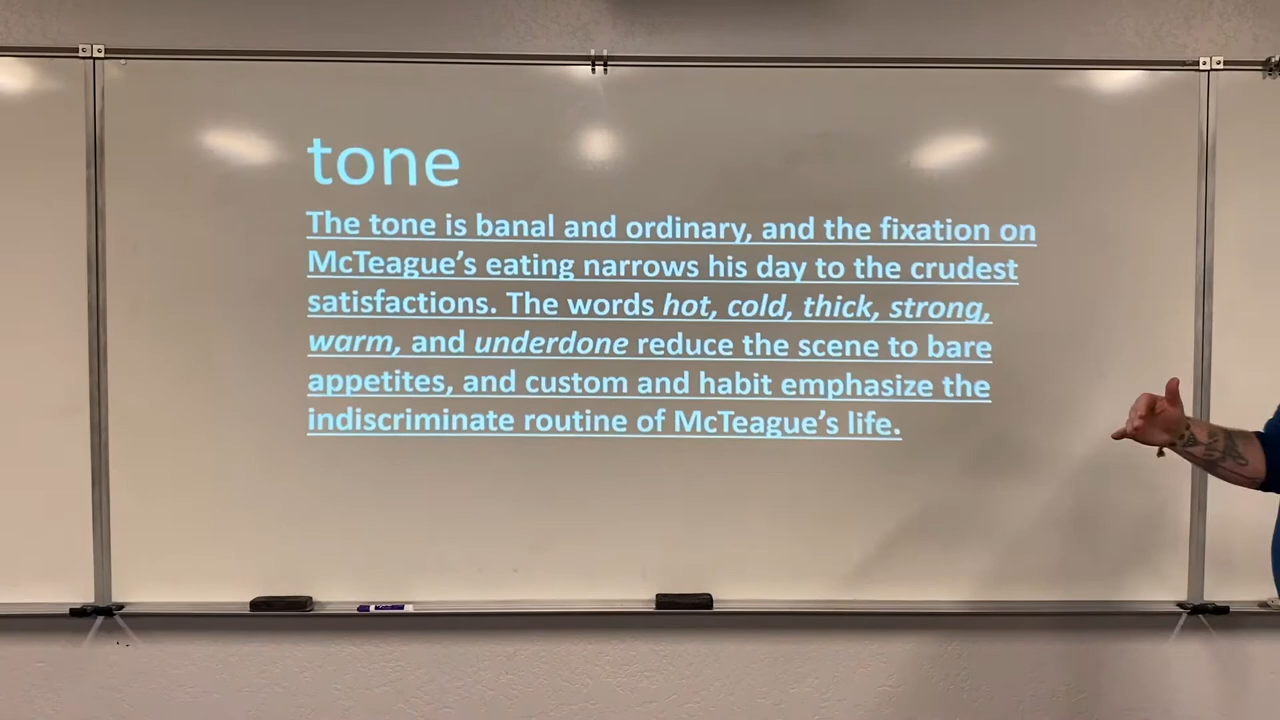 tone
The tone is banal and ordinary, and the fixation on
McTeague’s eating narrows his day to the crudest
satisfactions. The words hot, cold, thick, strong,
warm, and underdone reduce the scene to bare
appetites, and custom and habit emphasize the
indiscriminate routine of McTeague’s life.